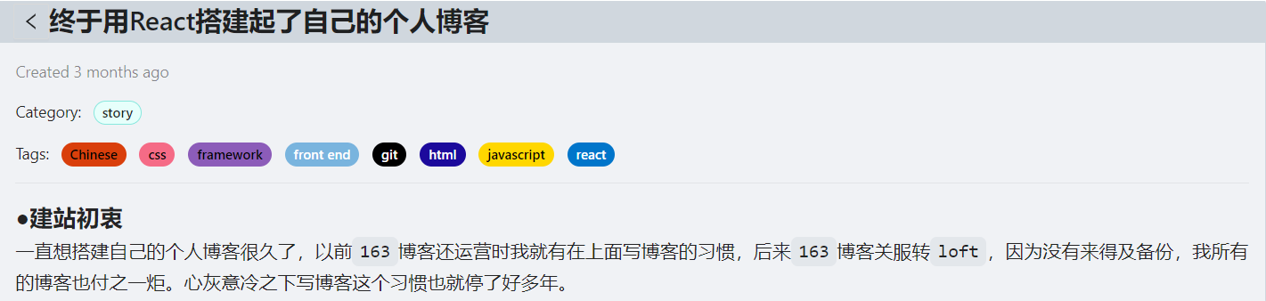 终于用React搭建起了自己的个人博客
Created 3 months ago
Category: story
Tags: Chinese css framework front end git html javascript react
●建站初衷
一直想搭建自己的个人博客很久了，以前 163 博客还运营时我就有在上面写博客的习惯，后来 163 博客关服转 loft ，因为没有来得及备份，我所有
的博客也付之一炬。心灰意冷之下写博客这个习惯也就停了好多年。